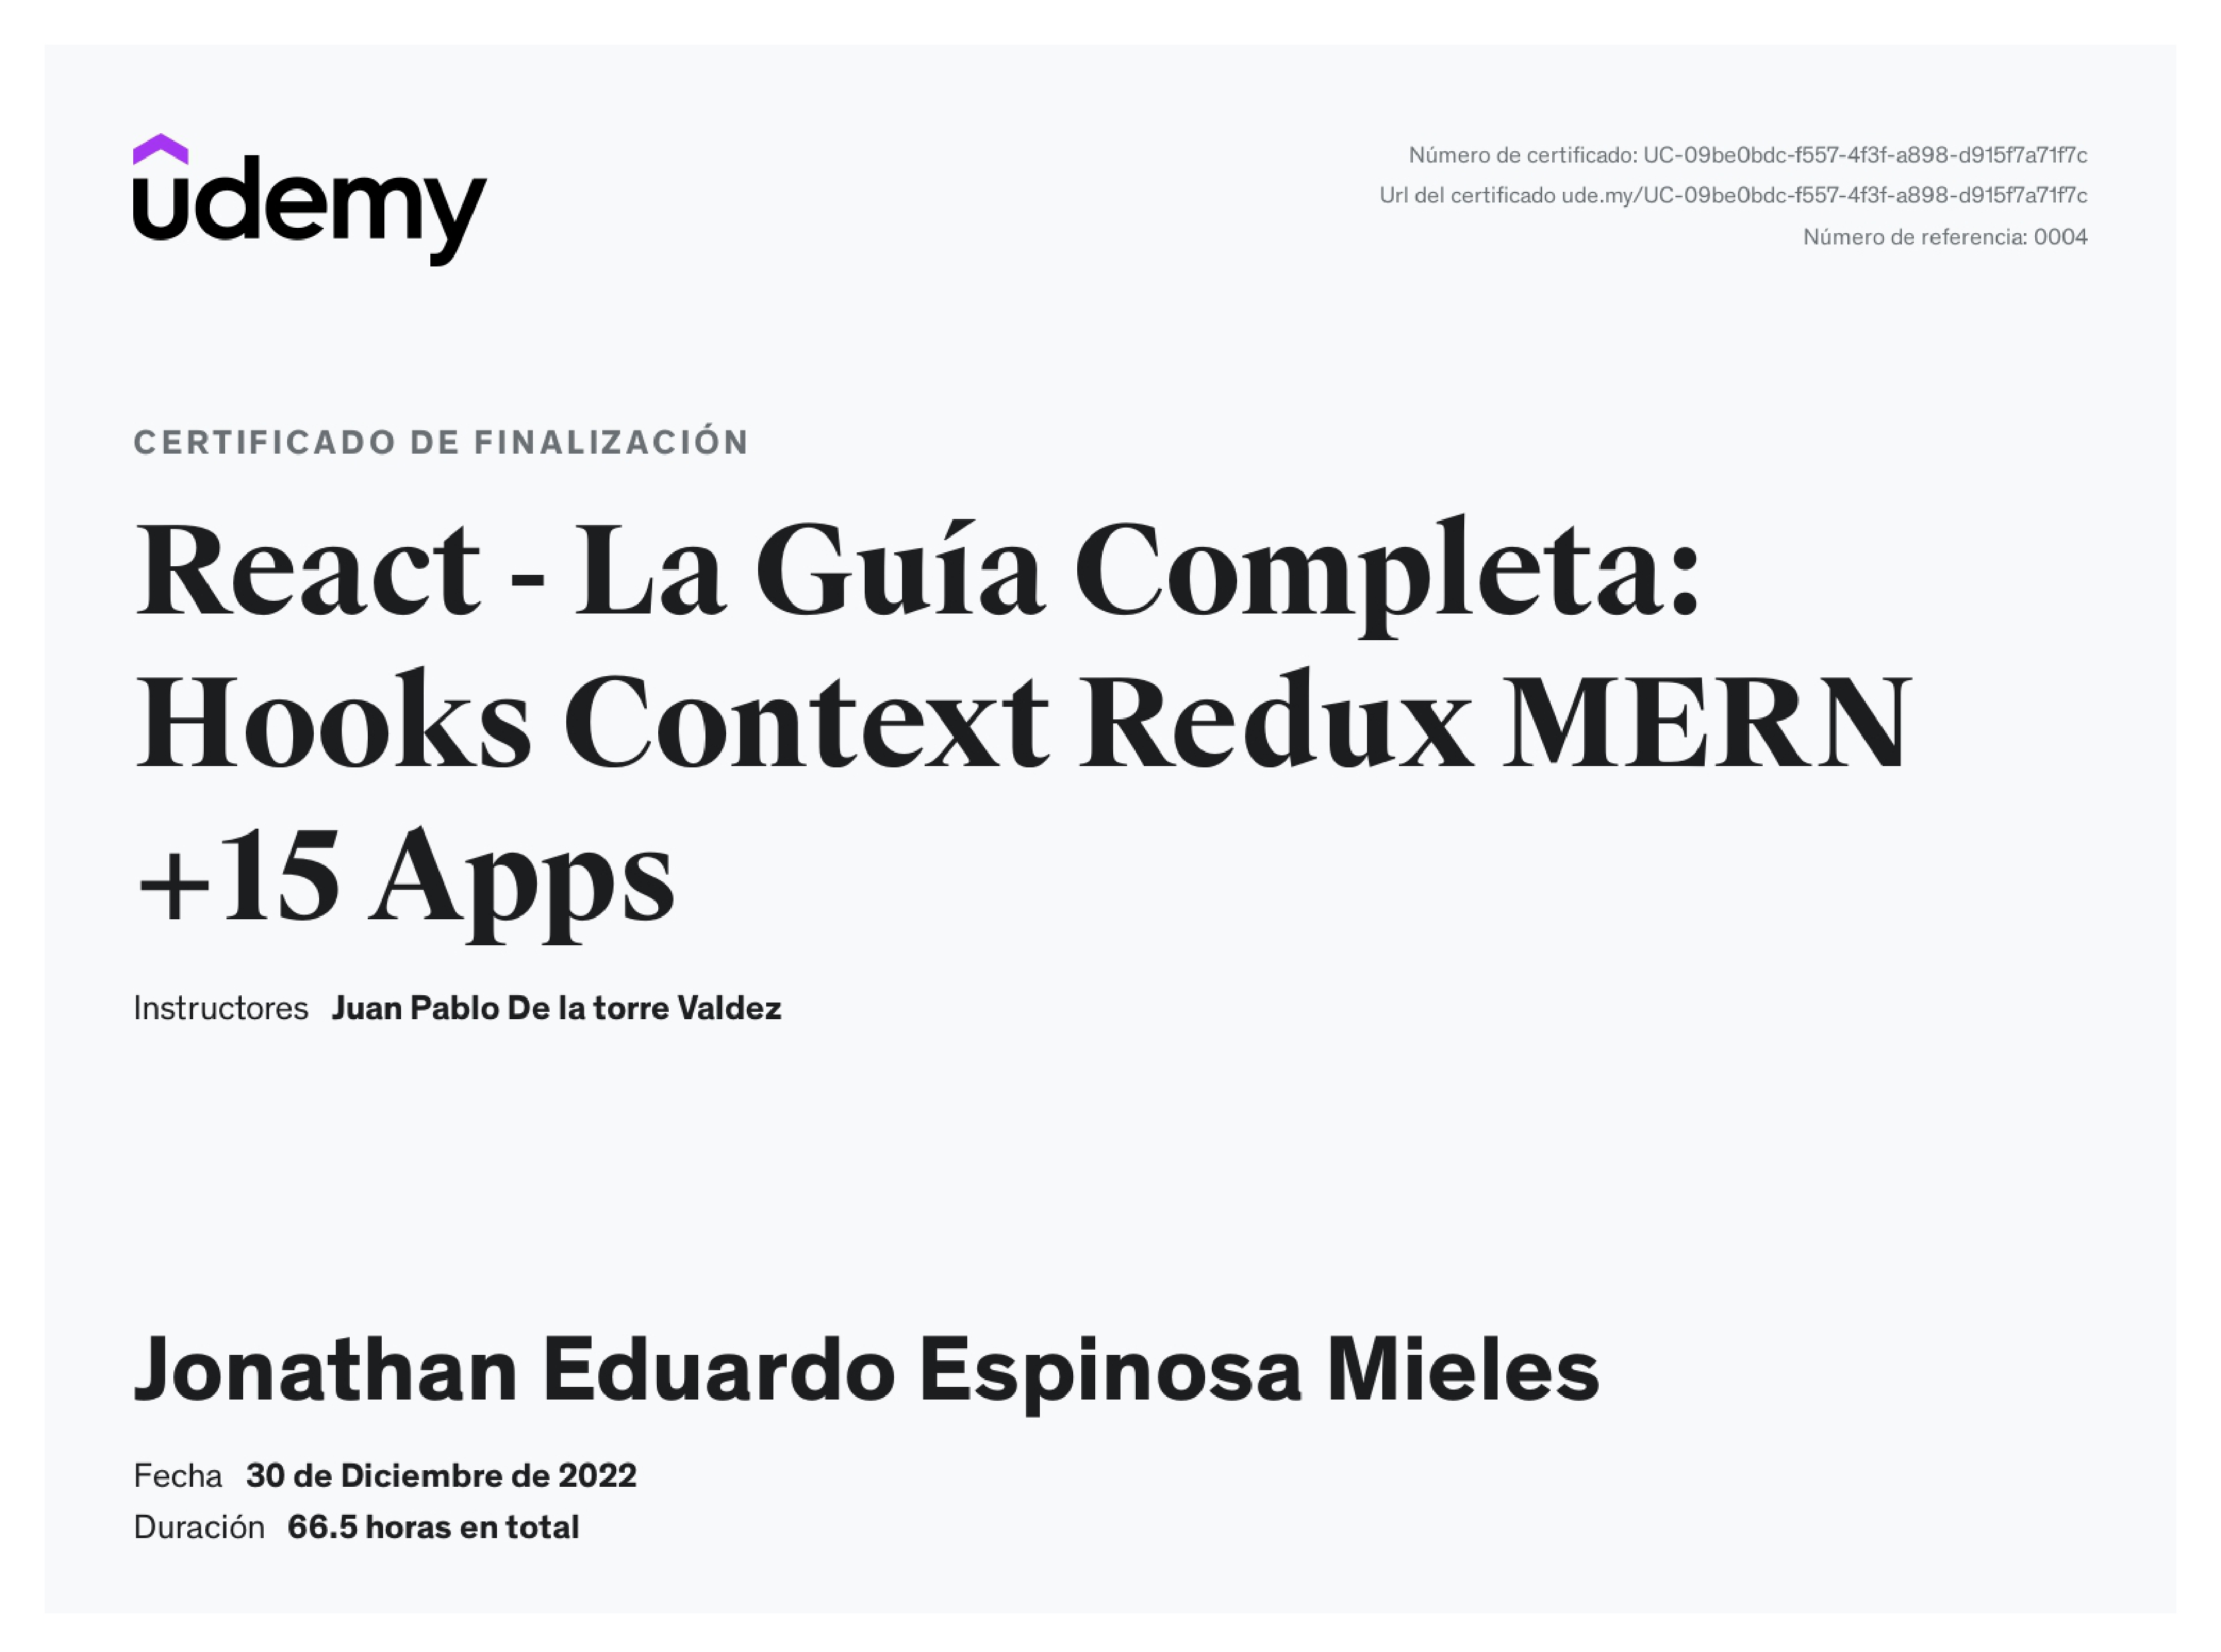 udemy
Número de certificado: UC-09be0bdc-f557-4f3f-a898-d915f7a71f7c
Url del certificado ude.my/UC-09be0bdc-f557-4f3f-a898-d915f7a71f7c
Número de referencia: 0004
CERTIFICADO DE FINALIZACIÓN
React - La Guía Completa:
Hooks Context Redux MERN
+15 Apps
Instructores Juan Pablo De la torre Valdez
Jonathan Eduardo Espinosa Mieles
Fecha 30 de Diciembre de 2022
Duración 66.5 horas en total